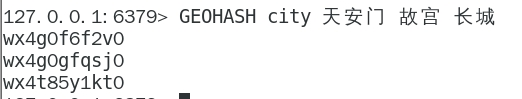 127.0.0.1:6379> GEOHASH city 天安门 故宫 长城
wx4g0f6f2v0
wx4g0gfqsj0
wx4t85y1kt0